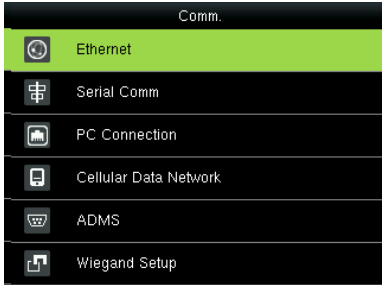 Comm.
Ethernet
Serial Comm
PC Connection
Cellular Data Network
ADMS
Wiegand Setup